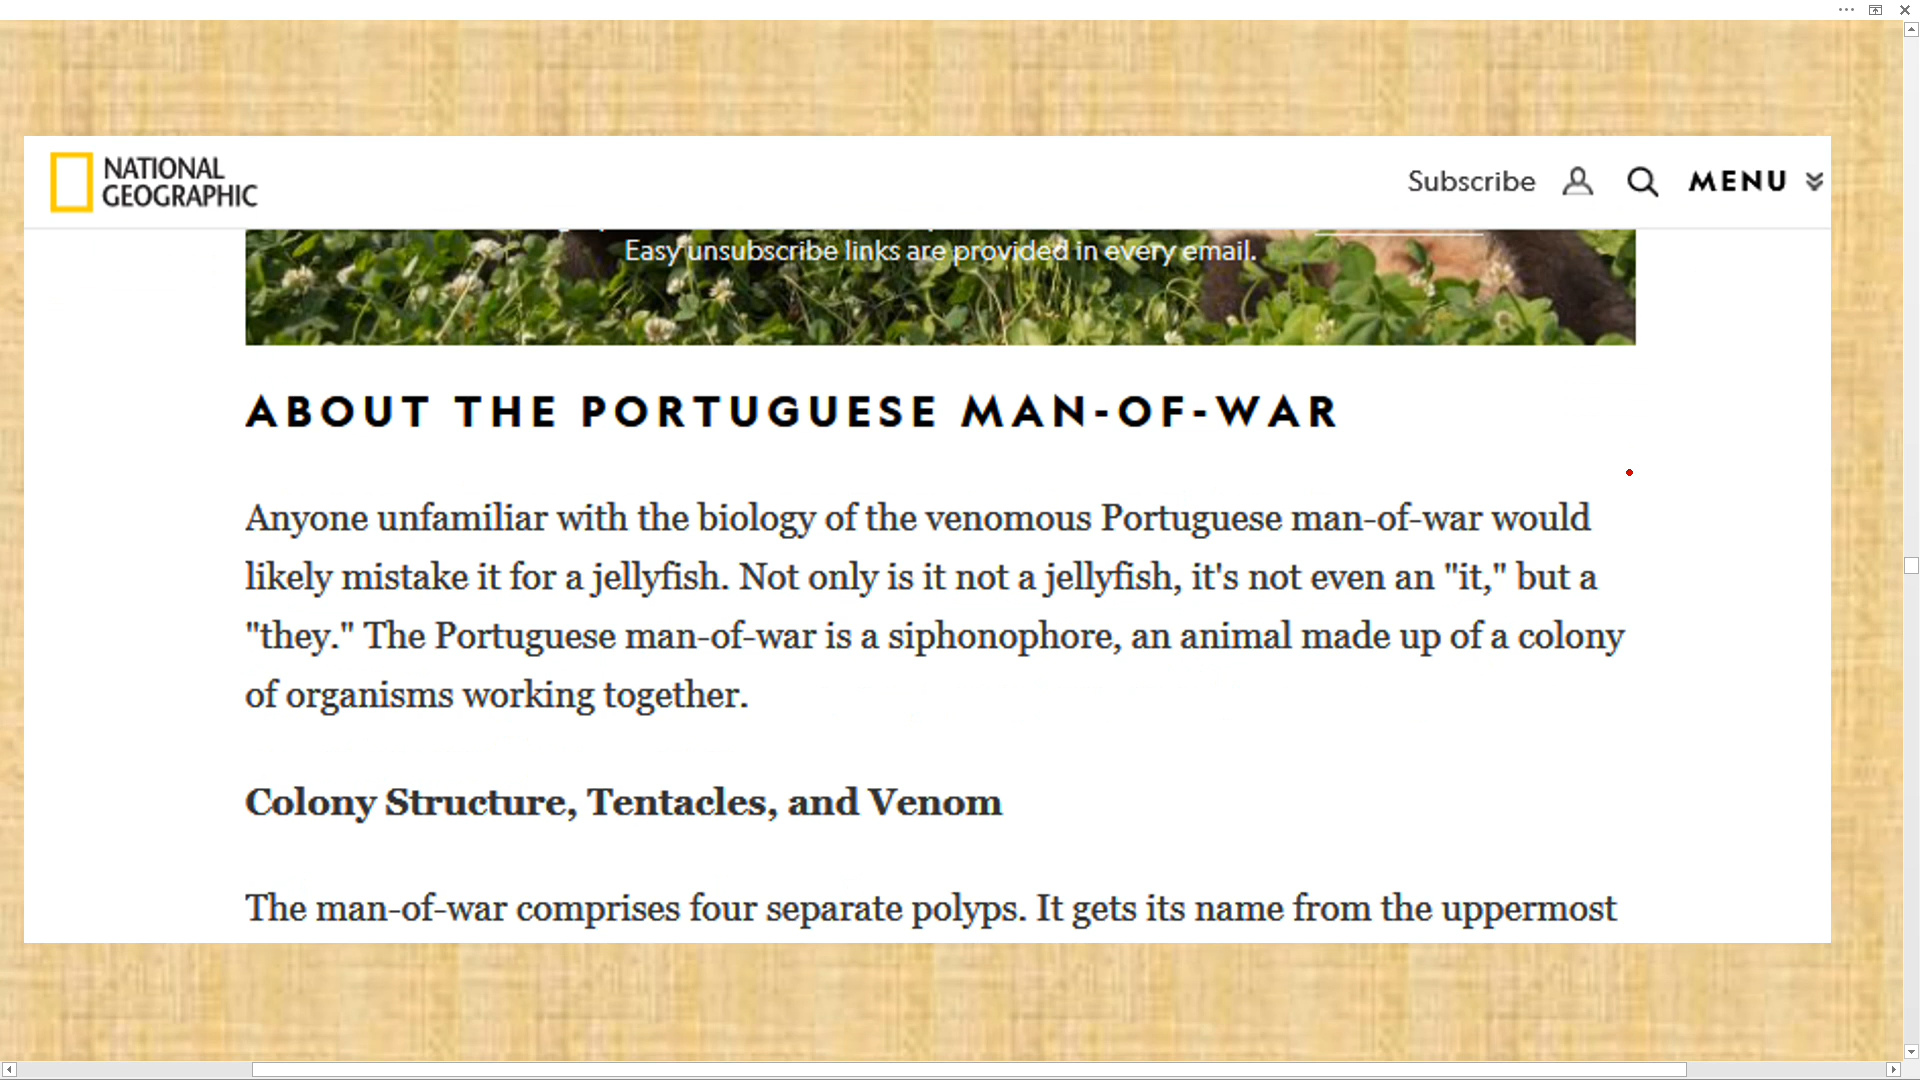 NATIONAL
GEOGRAPHIC
Subscribe
MENU
Easy unsubscribe links are provided in every email.
ABOUT THE PORTUGUESE MAN-OF-WAR
Anyone unfamiliar with the biology of the venomous Portuguese man-of-war would
likely mistake it for a jellyfish. Not only is it not a jellyfish, it's not even an "it," but a
"they." The Portuguese man-of-war is a siphonophore, an animal made up of a colony
of organisms working together.
Colony Structure, Tentacles, and Venom
The man-of-war comprises four separate polyps. It gets its name from the uppermost